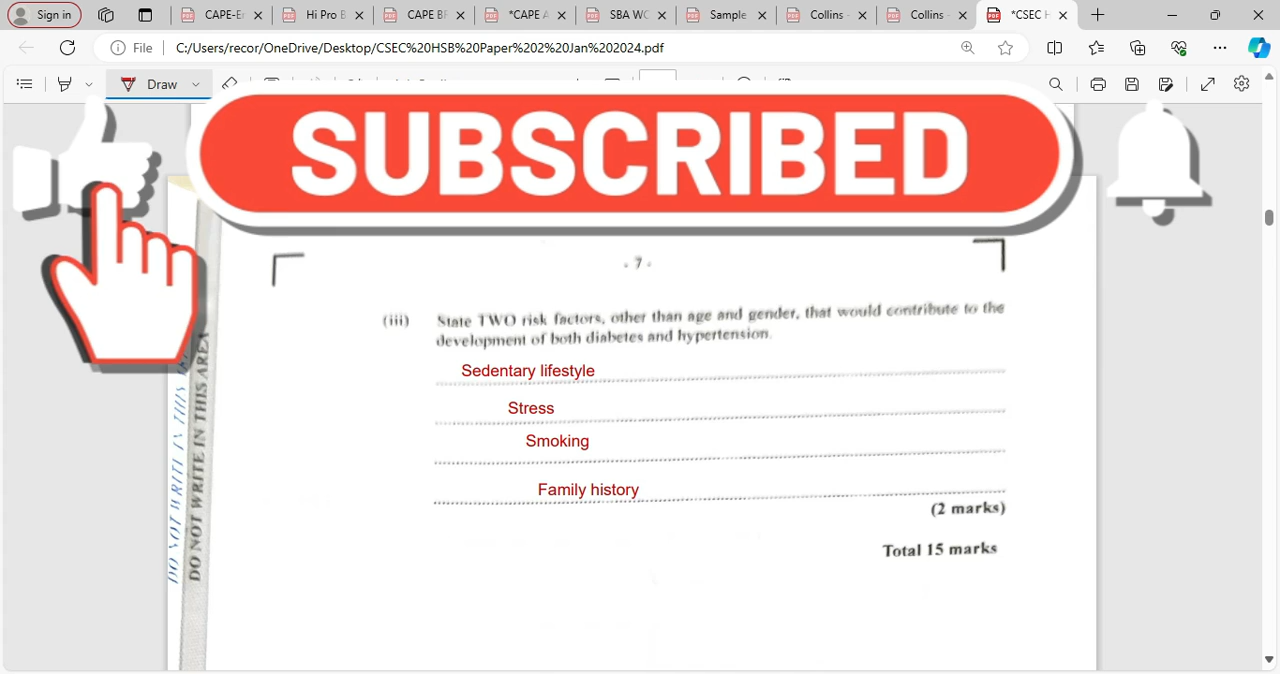 Sign in
CAPE-En
Hi Pro B
CAPE BF
*CAPE A
SBA WO
Sample
Collins -
Collins -
*CSEC H
File C:/Users/recor/OneDrive/Desktop/CSEC%20HSB%20Paper%202%20Jan%202024.pdf
Draw
SUBSCRIBED
- 7 -
(iii) State TWO risk factors, other than age and gender, that would contribute to the
development of both diabetes and hypertension.
Sedentary lifestyle
Stress
Smoking
Family history
(2 marks)
Total 15 marks
DO NOT WRITE IN THIS
DO NOT WRITE IN THIS AREA